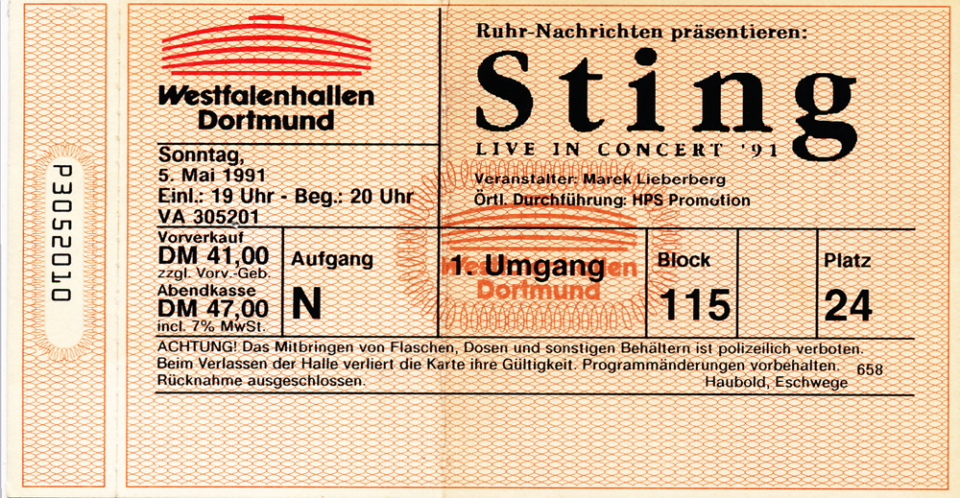 P3052010
Westfalenhallen
Dortmund
Sonntag,
5. Mai 1991
Einl.: 19 Uhr - Beg.: 20 Uhr
VA 305201
Ruhr-Nachrichten präsentieren:
Sting
LIVE IN CONCERT '91
Veranstalter: Marek Lieberberg
Örtl. Durchführung: HPS Promotion
Vorverkauf
DM 41,00
zzgl. Vorv.-Geb.
Abendkasse
DM 47,00
incl. 7% MwSt.
Aufgang
N
1. Umgang
Westfalenhallen
Dortmund
Block
115
Platz
24
ACHTUNG! Das Mitbringen von Flaschen, Dosen und sonstigen Behältern ist polizeilich verboten.
Beim Verlassen der Halle verliert die Karte ihre Gültigkeit. Programmänderungen vorbehalten. 658
Rücknahme ausgeschlossen. Haubold, Eschwege